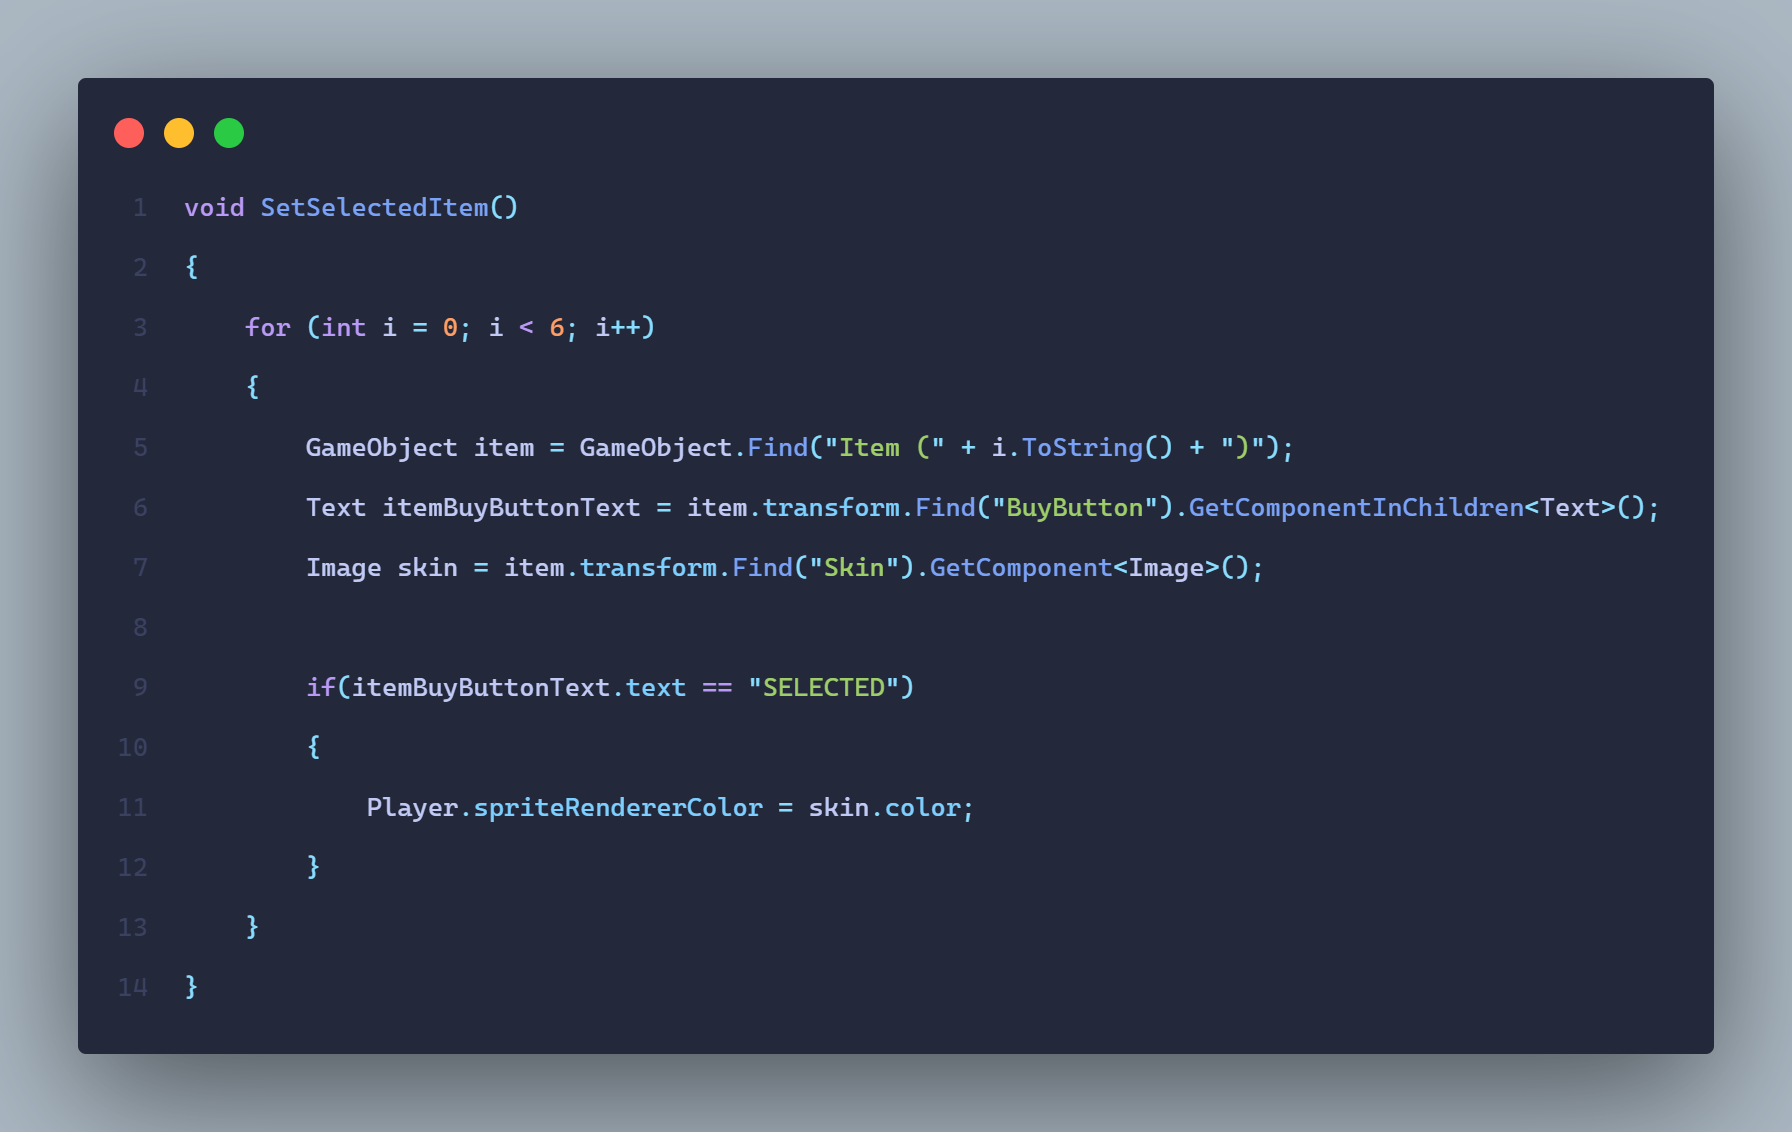 1 void SetSelectedItem()
2 {
3     for (int i = 0; i < 6; i++)
4     {
5         GameObject item = GameObject.Find("Item (" + i.ToString() + ")");
6         Text itemBuyButtonText = item.transform.Find("BuyButton").GetComponentInChildren<Text>();
7         Image skin = item.transform.Find("Skin").GetComponent<Image>();
8
9         if(itemBuyButtonText.text == "SELECTED")
10         {
11             Player.spriteRendererColor = skin.color;
12         }
13     }
14 }